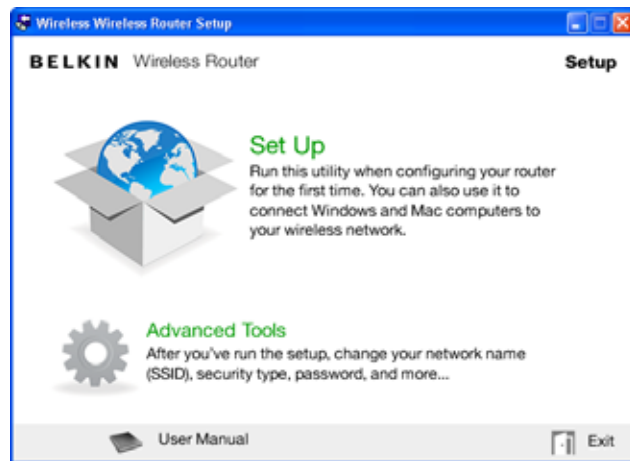 Wireless Wireless Router Setup
BELKIN Wireless Router
Setup
Set Up
Run this utility when configuring your router
for the first time. You can also use it to
connect Windows and Mac computers to
your wireless network.
Advanced Tools
After you've run the setup, change your network name
(SSID), security type, password, and more...
User Manual
Exit